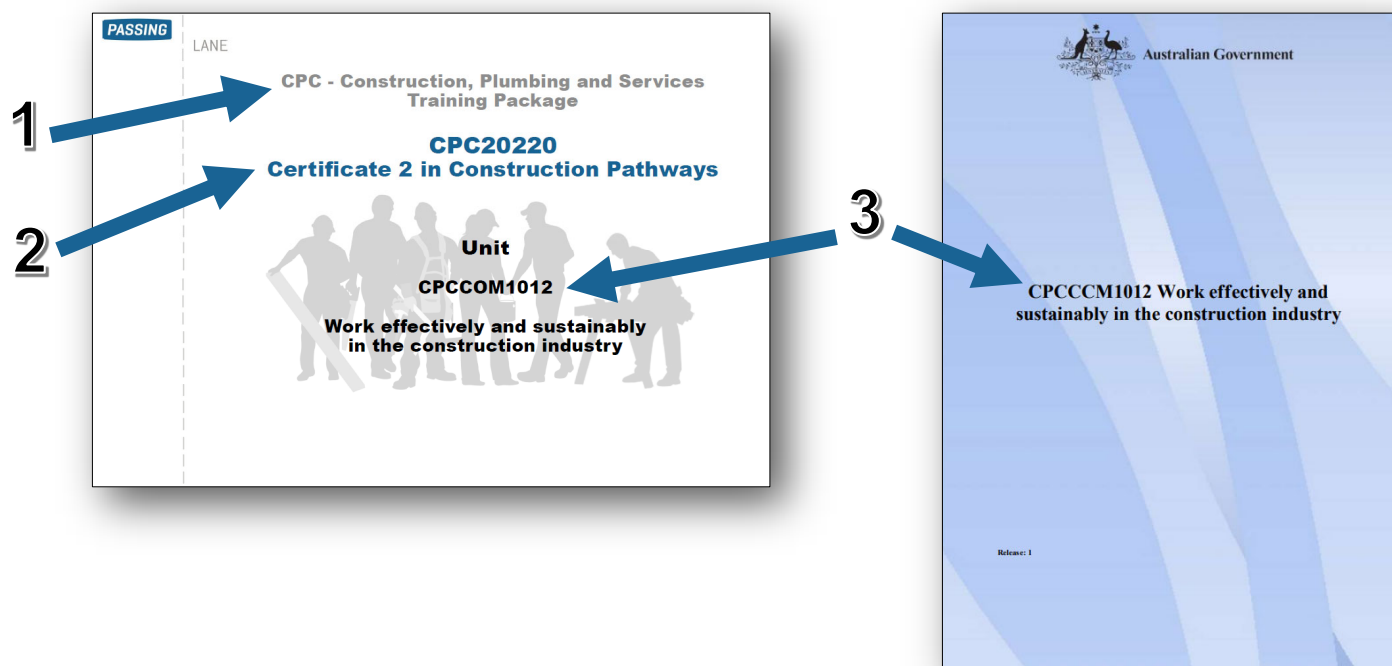 PASSING
LANE
CPC - Construction, Plumbing and Services
Training Package
1
CPC20220
Certificate 2 in Construction Pathways
2
Unit
CPCCOM1012
Work effectively and sustainably
in the construction industry
3
Australian Government
CPCCCM1012 Work effectively and
sustainably in the construction industry
Release: 1